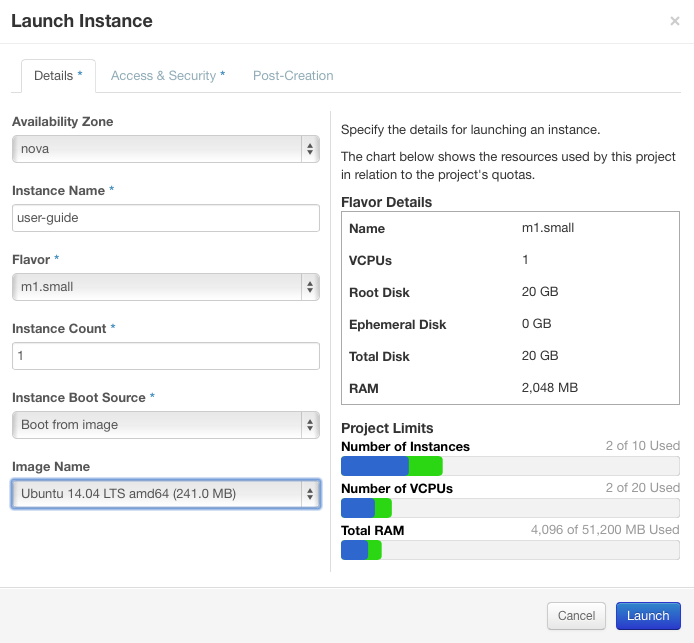 Launch Instance ×
Details * Access & Security * Post-Creation
Availability Zone
nova
Instance Name *
user-guide
Flavor *
m1.small
Instance Count *
1
Instance Boot Source *
Boot from image
Image Name
Ubuntu 14.04 LTS amd64 (241.0 MB)
Specify the details for launching an instance.
The chart below shows the resources used by this project
in relation to the project's quotas.
Flavor Details
Name m1.small
VCPUs 1
Root Disk 20 GB
Ephemeral Disk 0 GB
Total Disk 20 GB
RAM 2,048 MB
Project Limits
Number of Instances 2 of 10 Used
Number of VCPUs 2 of 20 Used
Total RAM 4,096 of 51,200 MB Used
Cancel Launch